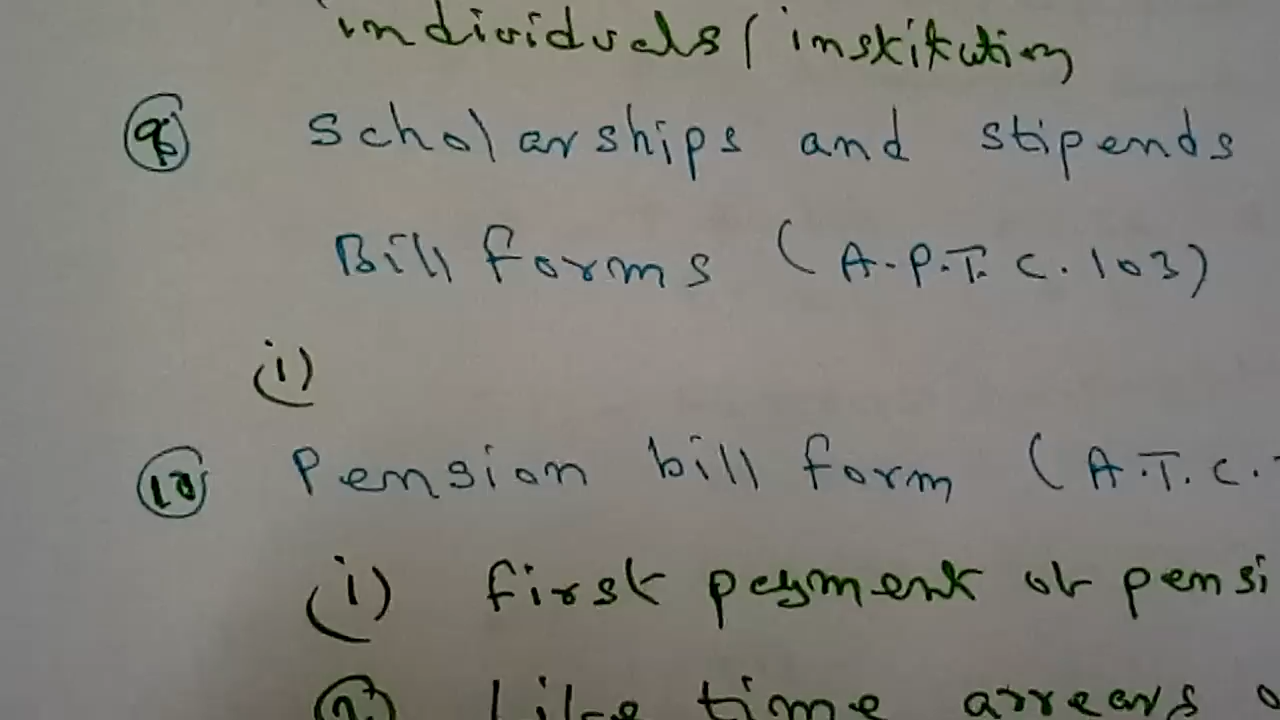 individuals / institution
9 Scholarships and stipends
Bill forms (A.P.T.C. 103)
(i)
10 Pension bill form (A.T.C.
(i) first payment of pensi
time arrears